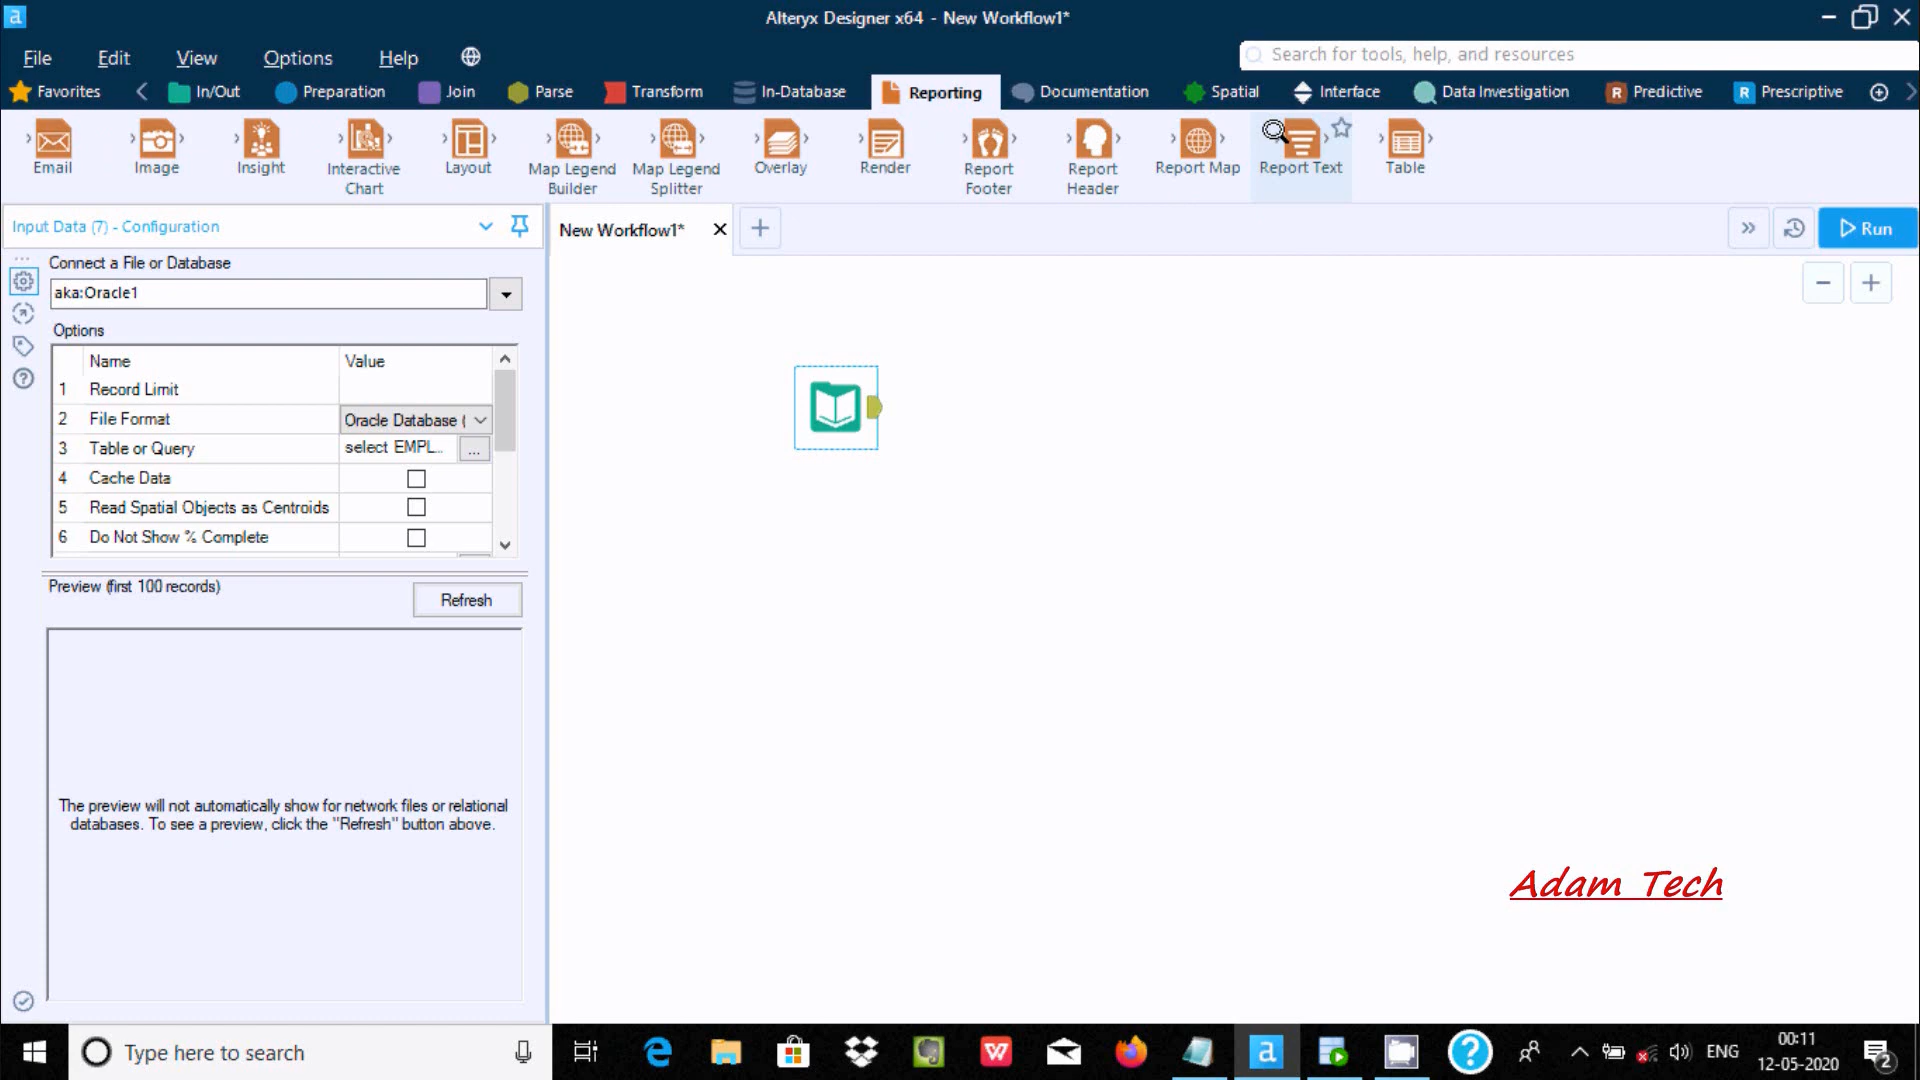 Alteryx Designer x64 - New Workflow1*
File Edit View Options Help
Search for tools, help, and resources
Favorites In/Out Preparation Join Parse Transform In-Database Reporting Documentation Spatial Interface Data Investigation Predictive Prescriptive
Email Image Insight Interactive Chart Layout Map Legend Builder Map Legend Splitter Overlay Render Report Footer Report Header Report Map Report Text Table
Input Data (7) - Configuration
New Workflow1*
Run
Connect a File or Database
aka:Oracle1
Options
Name Value
1 Record Limit
2 File Format Oracle Database (
3 Table or Query select EMPL... ...
4 Cache Data
5 Read Spatial Objects as Centroids
6 Do Not Show % Complete
Preview (first 100 records)
Refresh
The preview will not automatically show for network files or relational
databases. To see a preview, click the "Refresh" button above.
Adam Tech
Type here to search
ENG
00:11
12-05-2020
2